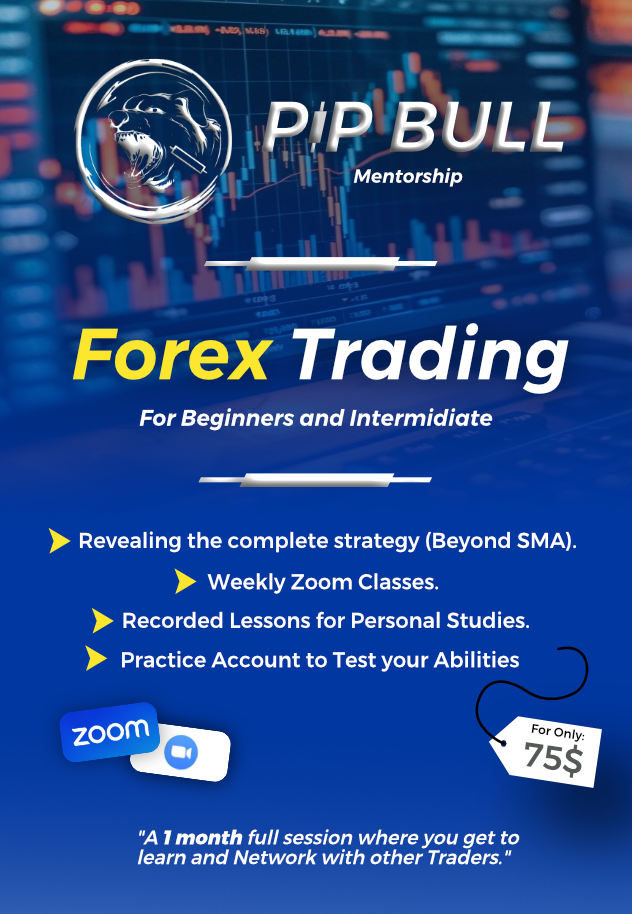 PIP BULL
Mentorship
Forex Trading
For Beginners and Intermidiate
Revealing the complete strategy (Beyond SMA).
Weekly Zoom Classes.
Recorded Lessons for Personal Studies.
Practice Account to Test your Abilities
zoom
For Only:
75$
"A 1 month full session where you get to
learn and Network with other Traders."